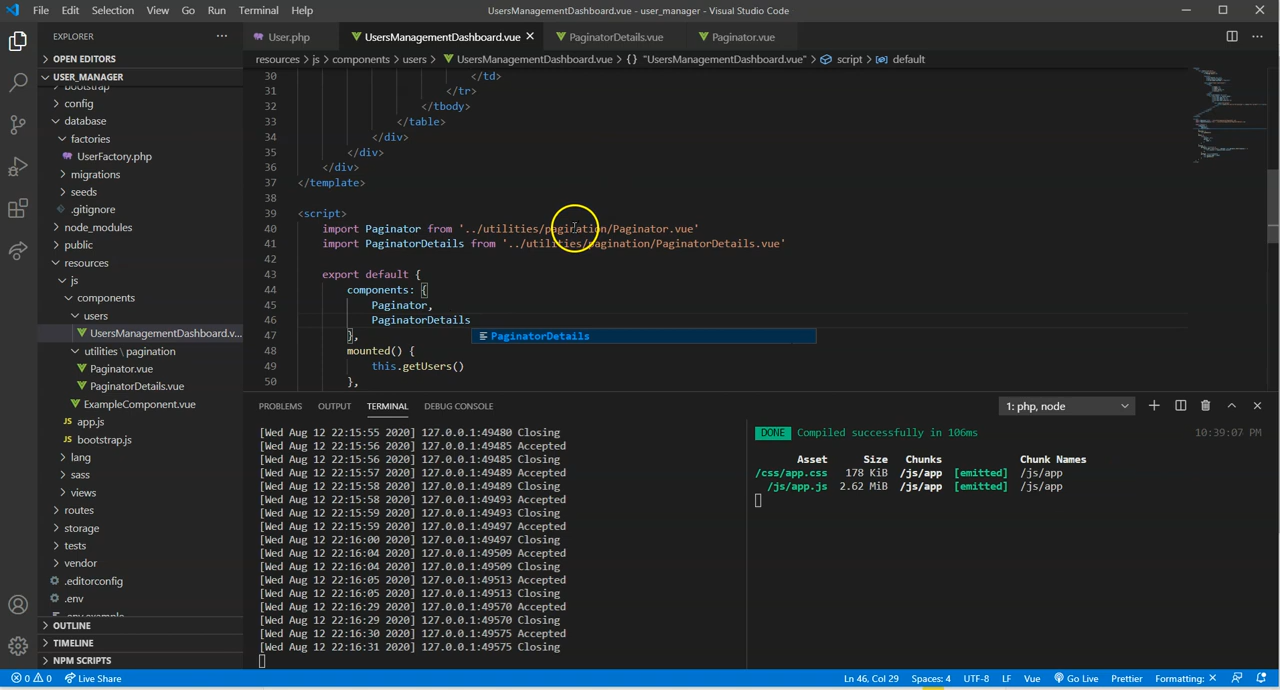 File Edit Selection View Go Run Terminal Help UsersManagementDashboard.vue - user_manager - Visual Studio Code
EXPLORER ···
OPEN EDITORS
USER_MANAGER
bootstrap
config
database
factories
UserFactory.php
migrations
seeds
.gitignore
node_modules
public
resources
js
components
users
UsersManagementDashboard.v...
utilities \ pagination
Paginator.vue
PaginatorDetails.vue
ExampleComponent.vue
JS app.js
JS bootstrap.js
lang
sass
views
routes
storage
tests
vendor
.editorconfig
.env
.env.example
OUTLINE
TIMELINE
NPM SCRIPTS
User.php UsersManagementDashboard.vue PaginatorDetails.vue Paginator.vue
resources > js > components > users > UsersManagementDashboard.vue > {} "UsersManagementDashboard.vue" > script > default
30 </td>
31 </tr>
32 </tbody>
33 </table>
34 </div>
35 </div>
36 </div>
37 </template>
38
39 <script>
40 import Paginator from '../utilities/pagination/Paginator.vue'
41 import PaginatorDetails from '../utilities/pagination/PaginatorDetails.vue'
42
43 export default {
44 components: {
45 Paginator,
46 PaginatorDetails
47 },
PaginatorDetails
48 mounted() {
49 this.getUsers()
50 },
PROBLEMS OUTPUT TERMINAL DEBUG CONSOLE 1: php, node
[Wed Aug 12 22:15:55 2020] 127.0.0.1:49480 Closing
[Wed Aug 12 22:15:56 2020] 127.0.0.1:49485 Accepted
[Wed Aug 12 22:15:56 2020] 127.0.0.1:49485 Closing
[Wed Aug 12 22:15:57 2020] 127.0.0.1:49489 Accepted
[Wed Aug 12 22:15:58 2020] 127.0.0.1:49489 Closing
[Wed Aug 12 22:15:58 2020] 127.0.0.1:49493 Accepted
[Wed Aug 12 22:15:59 2020] 127.0.0.1:49493 Closing
[Wed Aug 12 22:15:59 2020] 127.0.0.1:49497 Accepted
[Wed Aug 12 22:16:00 2020] 127.0.0.1:49497 Closing
[Wed Aug 12 22:16:04 2020] 127.0.0.1:49509 Accepted
[Wed Aug 12 22:16:04 2020] 127.0.0.1:49509 Closing
[Wed Aug 12 22:16:05 2020] 127.0.0.1:49513 Accepted
[Wed Aug 12 22:16:05 2020] 127.0.0.1:49513 Closing
[Wed Aug 12 22:16:29 2020] 127.0.0.1:49570 Accepted
[Wed Aug 12 22:16:29 2020] 127.0.0.1:49570 Closing
[Wed Aug 12 22:16:30 2020] 127.0.0.1:49575 Accepted
[Wed Aug 12 22:16:31 2020] 127.0.0.1:49575 Closing
DONE Compiled successfully in 106ms 10:39:07 PM
Asset Size Chunks Chunk Names
/css/app.css 178 KiB /js/app [emitted] /js/app
/js/app.js 2.62 MiB /js/app [emitted] /js/app
0 0 Live Share Ln 46, Col 29 Spaces: 4 UTF-8 LF Vue Go Live Prettier Formatting: ×